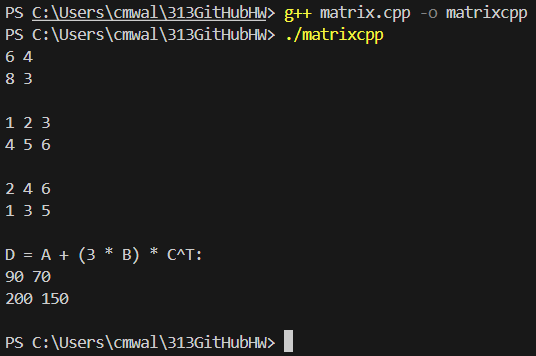 PS C:\Users\cmwal\313GitHubHW> g++ matrix.cpp -o matrixcpp
PS C:\Users\cmwal\313GitHubHW> ./matrixcpp
6 4
8 3
1 2 3
4 5 6
2 4 6
1 3 5
D = A + (3 * B) * C^T:
90 70
200 150
PS C:\Users\cmwal\313GitHubHW>